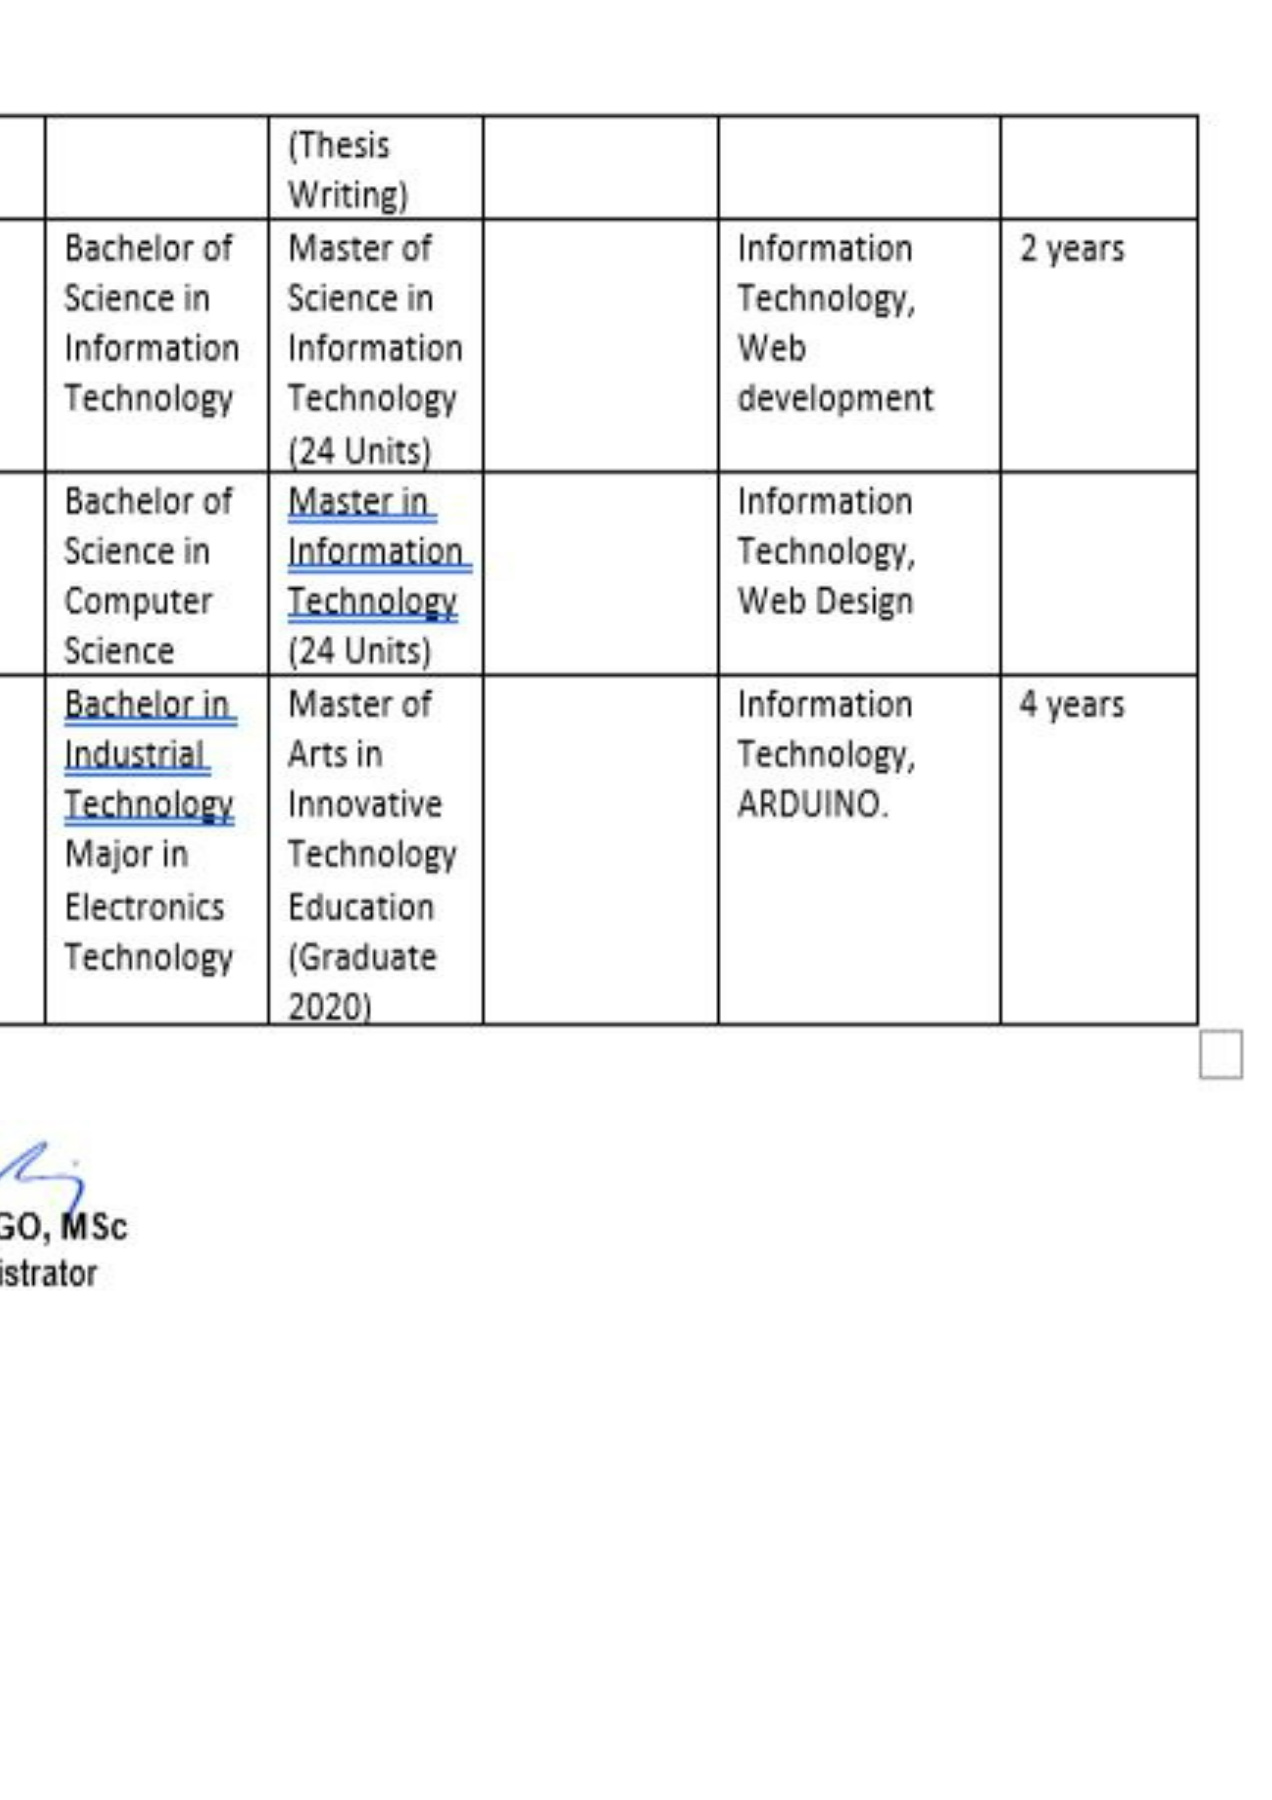 (Thesis
Writing)
Bachelor of
Science in
Information
Technology
Master of
Science in
Information
Technology
(24 Units)
Information
Technology,
Web
development
2 years
Bachelor of
Science in
Computer
Science
Master in
Information
Technology
(24 Units)
Information
Technology,
Web Design
Bachelor in
Industrial
Technology
Major in
Electronics
Technology
Master of
Arts in
Innovative
Technology
Education
(Graduate
2020)
Information
Technology,
ARDUINO.
4 years
GO, MSc
istrator